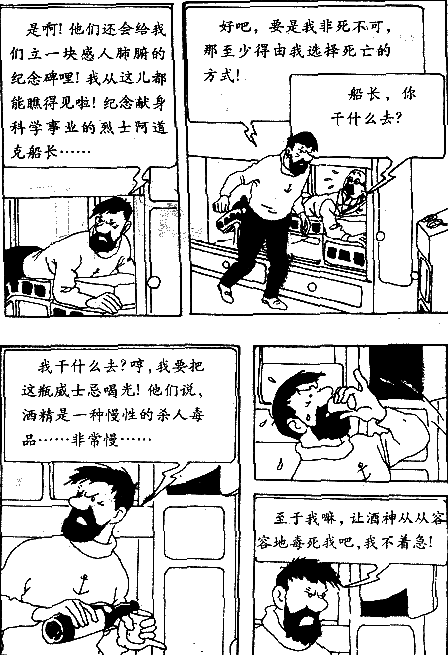 是啊!他们还会给我
们立一块感人肺腑的
纪念碑哩!我从这儿都
能瞧得见啦!纪念献身
科学事业的烈士阿道
克船长……
好吧,要是我非死不可,
那至少得由我选择死亡的
方式!
船长,你
干什么去?
我干什么去?哼,我要把
这瓶威士忌喝光!他们说,
酒精是一种慢性的杀人毒
品……非常慢……
至于我嘛,让酒神从从容
容地毒死我吧,我不着急!